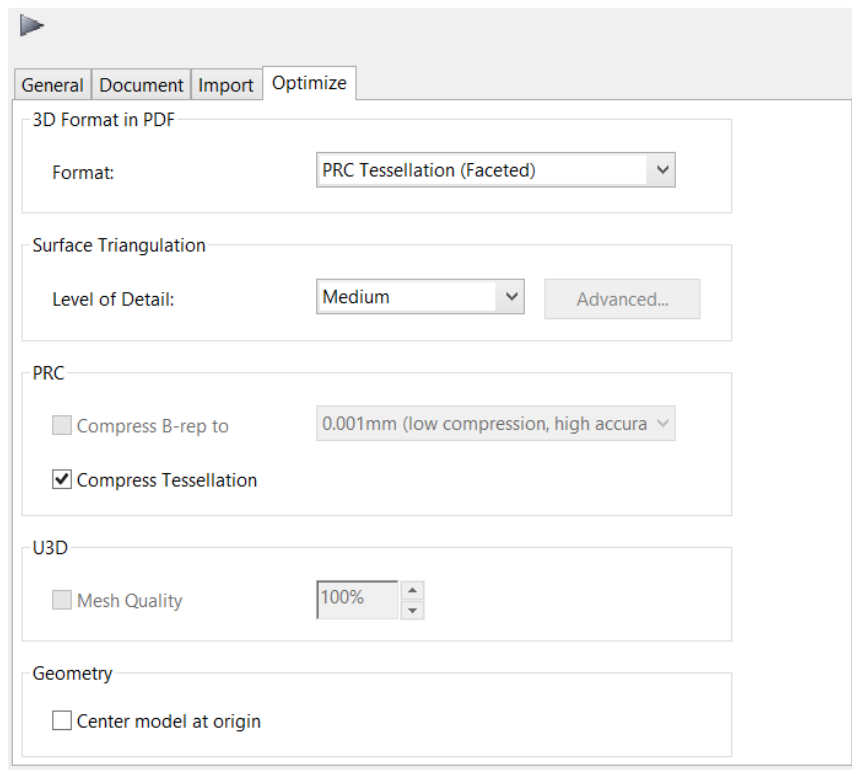 General Document Import Optimize
3D Format in PDF
Format: PRC Tessellation (Faceted)
Surface Triangulation
Level of Detail: Medium Advanced...
PRC
Compress B-rep to 0.001mm (low compression, high accura
Compress Tessellation
U3D
Mesh Quality 100%
Geometry
Center model at origin